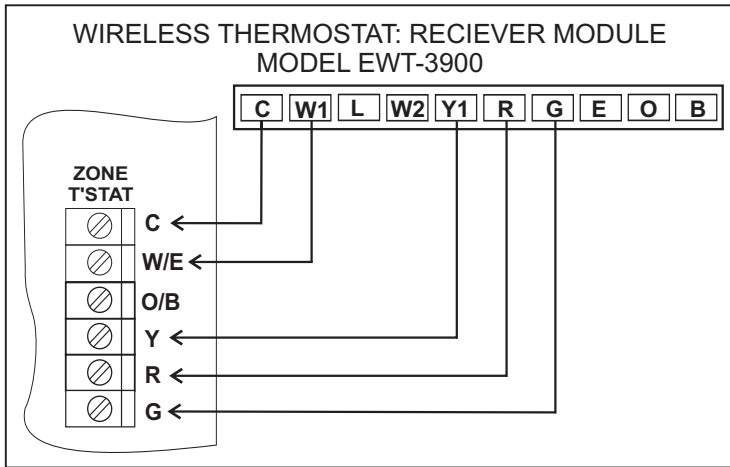 WIRELESS THERMOSTAT: RECIEVER MODULE
MODEL EWT-3900
C W1 L W2 Y1 R G E O B
ZONE
T'STAT
C
W/E
O/B
Y
R
G